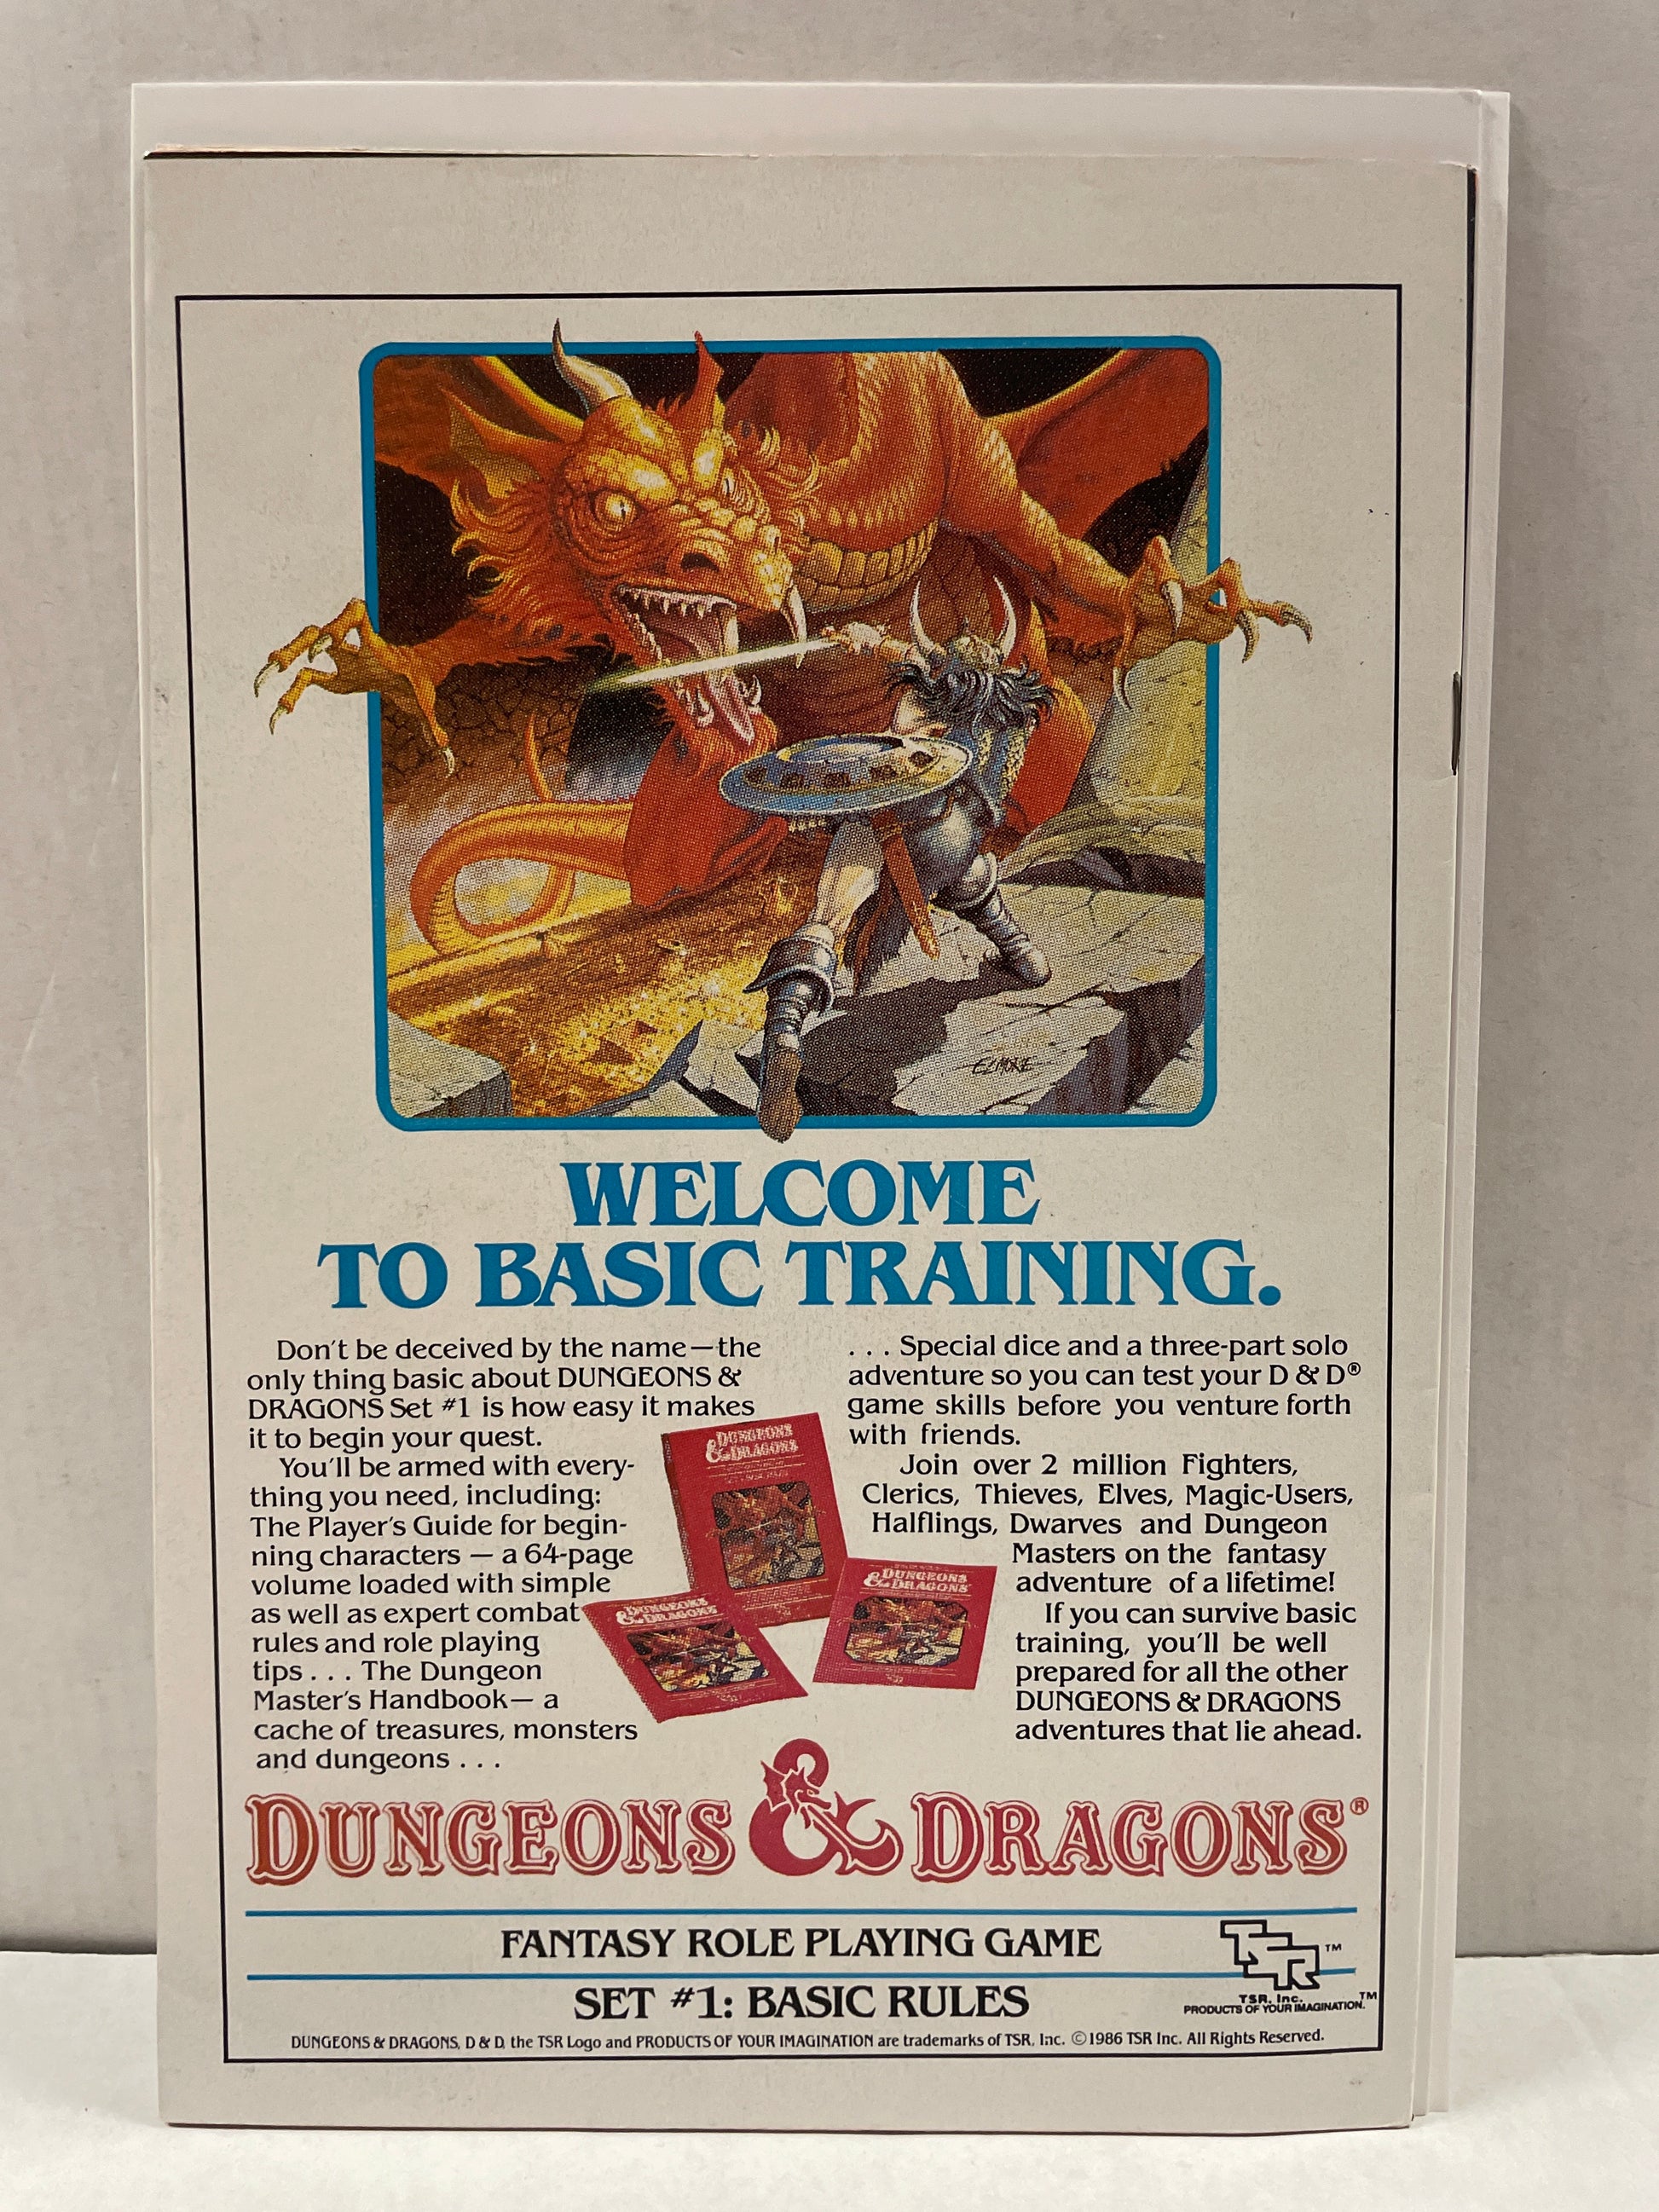 ELMORE
WELCOME
TO BASIC TRAINING.
Don't be deceived by the name—the
only thing basic about DUNGEONS &
DRAGONS Set #1 is how easy it makes
it to begin your quest.
You'll be armed with every-
thing you need, including:
The Player's Guide for begin-
ning characters — a 64-page
volume loaded with simple
as well as expert combat
rules and role playing
tips . . . The Dungeon
Master's Handbook— a
cache of treasures, monsters
and dungeons . . .
. . . Special dice and a three-part solo
adventure so you can test your D & D®
game skills before you venture forth
with friends.
Join over 2 million Fighters,
Clerics, Thieves, Elves, Magic-Users,
Halflings, Dwarves and Dungeon
Masters on the fantasy
adventure of a lifetime!
If you can survive basic
training, you'll be well
prepared for all the other
DUNGEONS & DRAGONS
adventures that lie ahead.
DUNGEONS
& DRAGONS
DUNGEONS
& DRAGONS
DUNGEONS
& DRAGONS
DUNGEONS & DRAGONS®
FANTASY ROLE PLAYING GAME
SET #1: BASIC RULES
TSR™
TSR, Inc.
PRODUCTS OF YOUR IMAGINATION.™
DUNGEONS & DRAGONS, D & D, the TSR Logo and PRODUCTS OF YOUR IMAGINATION are trademarks of TSR, Inc. ©1986 TSR Inc. All Rights Reserved.